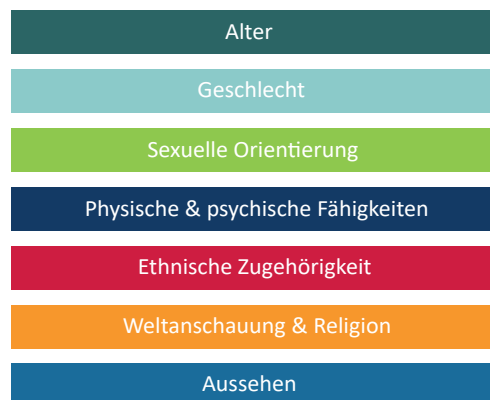 Alter
Geschlecht
Sexuelle Orientierung
Physische & psychische Fähigkeiten
Ethnische Zugehörigkeit
Weltanschauung & Religion
Aussehen